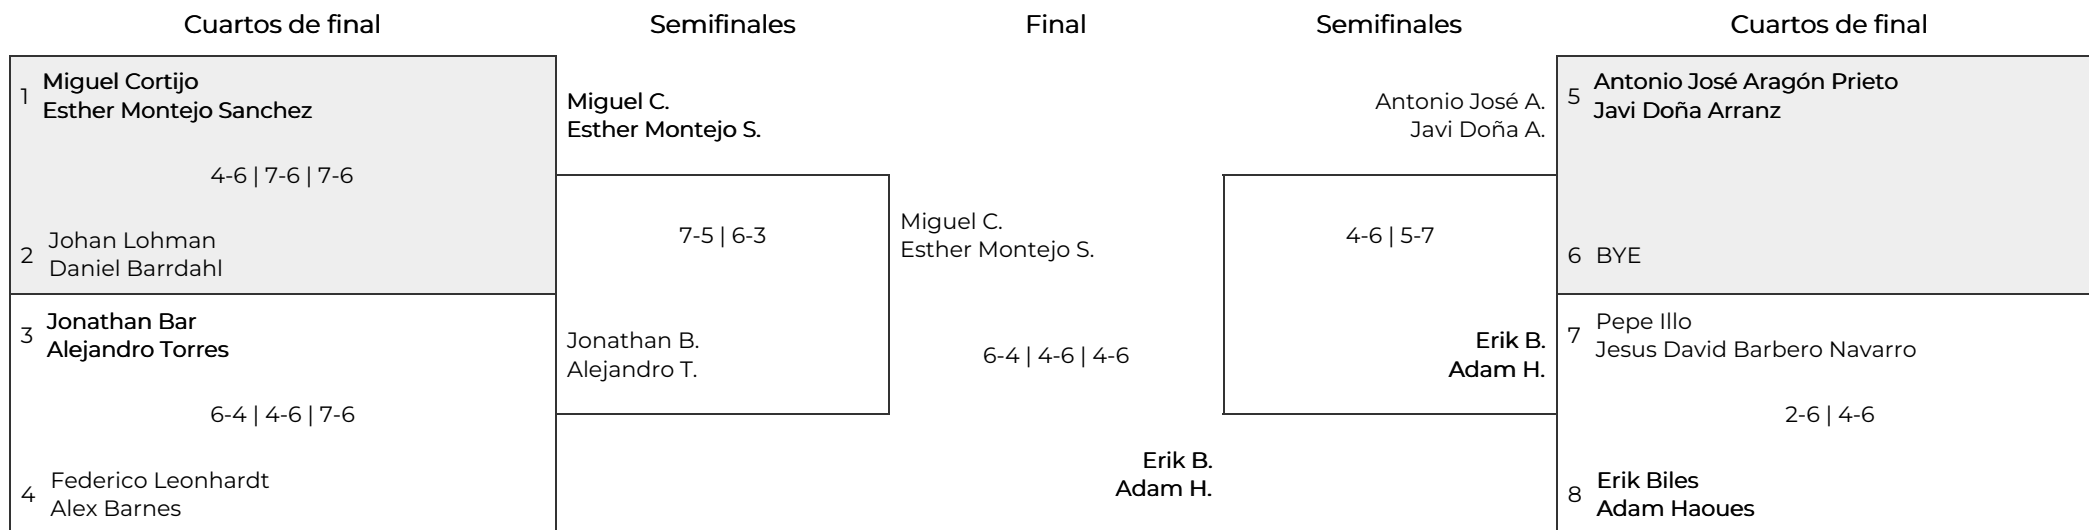 Cuartos de final
Semifinales
Final
Semifinales
Cuartos de final
1
Miguel Cortijo
Esther Montejo Sanchez
4-6 | 7-6 | 7-6
2
Johan Lohman
Daniel Barrdahl
3
Jonathan Bar
Alejandro Torres
6-4 | 4-6 | 7-6
4
Federico Leonhardt
Alex Barnes
Miguel C.
Esther Montejo S.
7-5 | 6-3
Jonathan B.
Alejandro T.
Miguel C.
Esther Montejo S.
6-4 | 4-6 | 4-6
Erik B.
Adam H.
Antonio José A.
Javi Doña A.
4-6 | 5-7
Erik B.
Adam H.
5
Antonio José Aragón Prieto
Javi Doña Arranz
6 BYE
7
Pepe Illo
Jesus David Barbero Navarro
2-6 | 4-6
8
Erik Biles
Adam Haoues